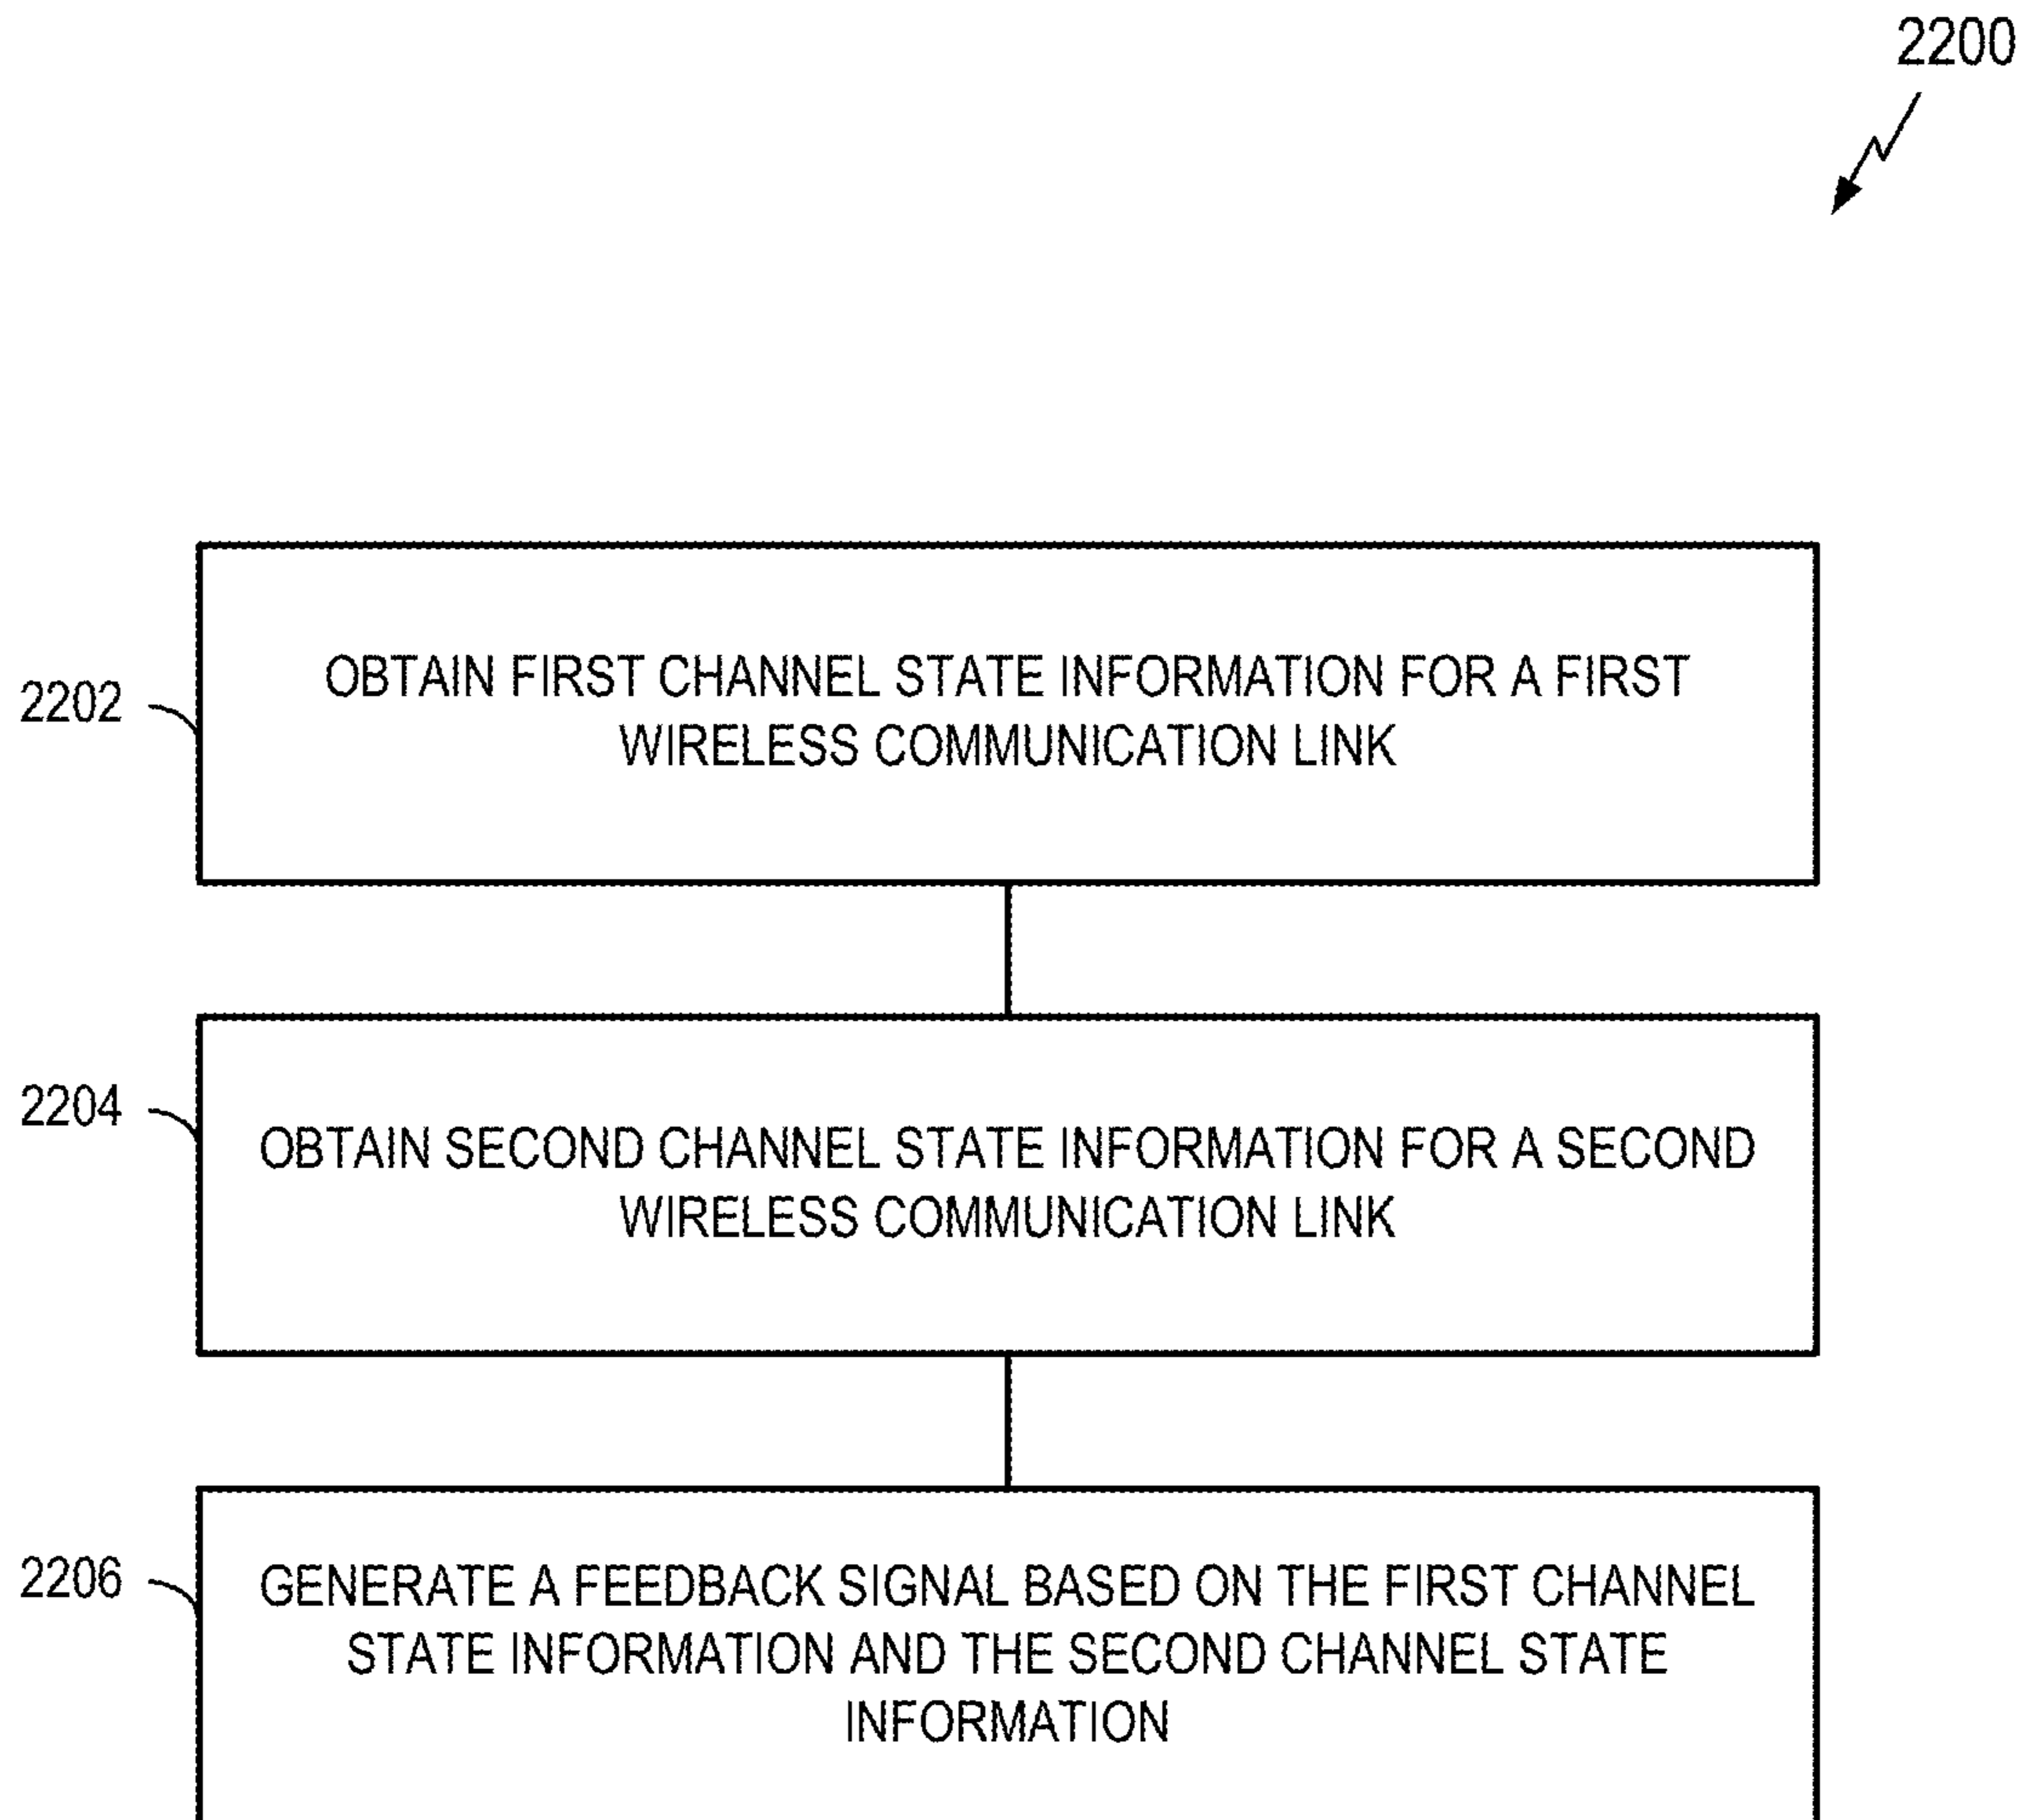 2200
2202
OBTAIN FIRST CHANNEL STATE INFORMATION FOR A FIRST
WIRELESS COMMUNICATION LINK
2204
OBTAIN SECOND CHANNEL STATE INFORMATION FOR A SECOND
WIRELESS COMMUNICATION LINK
2206
GENERATE A FEEDBACK SIGNAL BASED ON THE FIRST CHANNEL
STATE INFORMATION AND THE SECOND CHANNEL STATE
INFORMATION